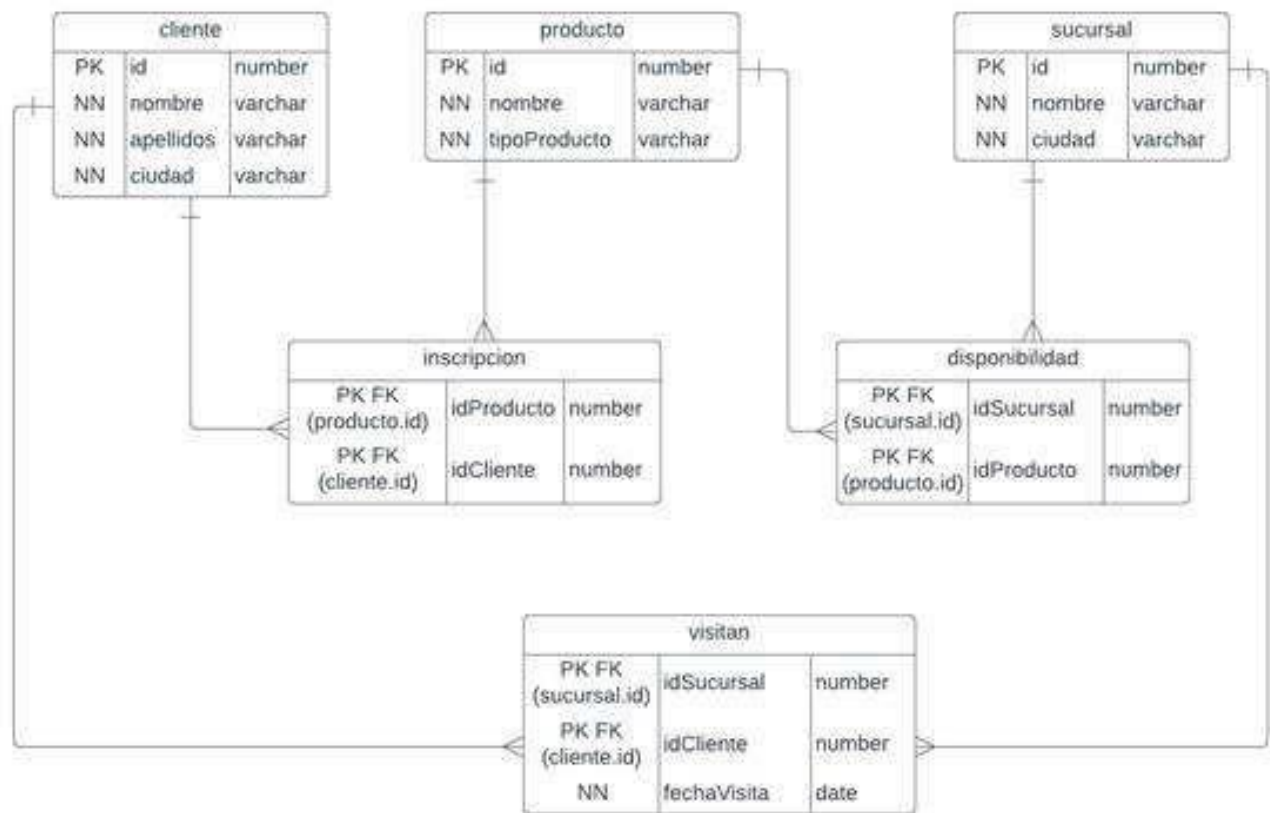 cliente
PK id number
NN nombre varchar
NN apellidos varchar
NN ciudad varchar
producto
PK id number
NN nombre varchar
NN tipoProducto varchar
sucursal
PK id number
NN nombre varchar
NN ciudad varchar
inscripcion
PK FK
(producto.id) idProducto number
PK FK
(cliente.id) idCliente number
disponibilidad
PK FK
(sucursal.id) idSucursal number
PK FK
(producto.id) idProducto number
visitan
PK FK
(sucursal.id) idSucursal number
PK FK
(cliente.id) idCliente number
NN fechaVisita date